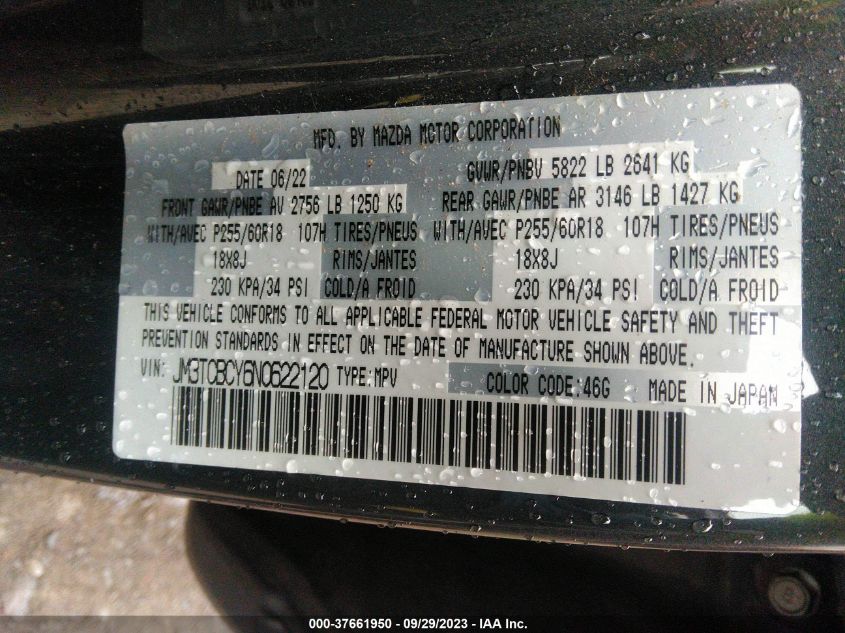 MFD. BY MAZDA MOTOR CORPORATION
DATE 06/22 GVWR/PNBV 5822 LB 2641 KG
FRONT GAWR/PNBE AV 2756 LB 1250 KG REAR GAWR/PNBE AR 3146 LB 1427 KG
WITH/AVEC P255/60R18 107H TIRES/PNEUS WITH/AVEC P255/60R18 107H TIRES/PNEUS
18X8J RIMS/JANTES 18X8J RIMS/JANTES
230 KPA/34 PSI COLD/A FROID 230 KPA/34 PSI COLD/A FROID
THIS VEHICLE CONFORMS TO ALL APPLICABLE FEDERAL MOTOR VEHICLE SAFETY AND THEFT
PREVENTION STANDARDS IN EFFECT ON THE DATE OF MANUFACTURE SHOWN ABOVE.
VIN: JM3TCBCY6N0622120 TYPE:MPV COLOR CODE:46G MADE IN JAPAN
000-37661950 - 09/29/2023 - IAA Inc.